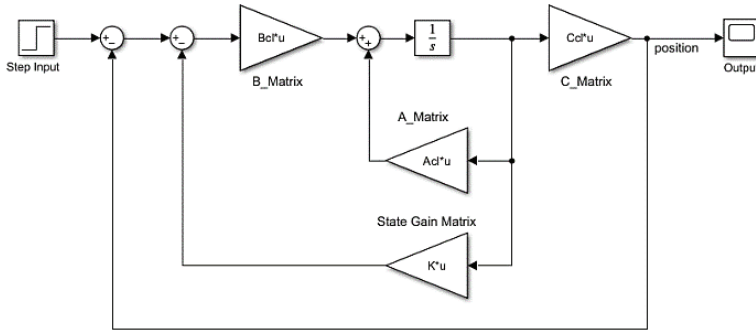 Step Input
Bcl*u
B_Matrix
1
s
Ccl*u
C_Matrix
position
Output
A_Matrix
Acl*u
State Gain Matrix
K*u